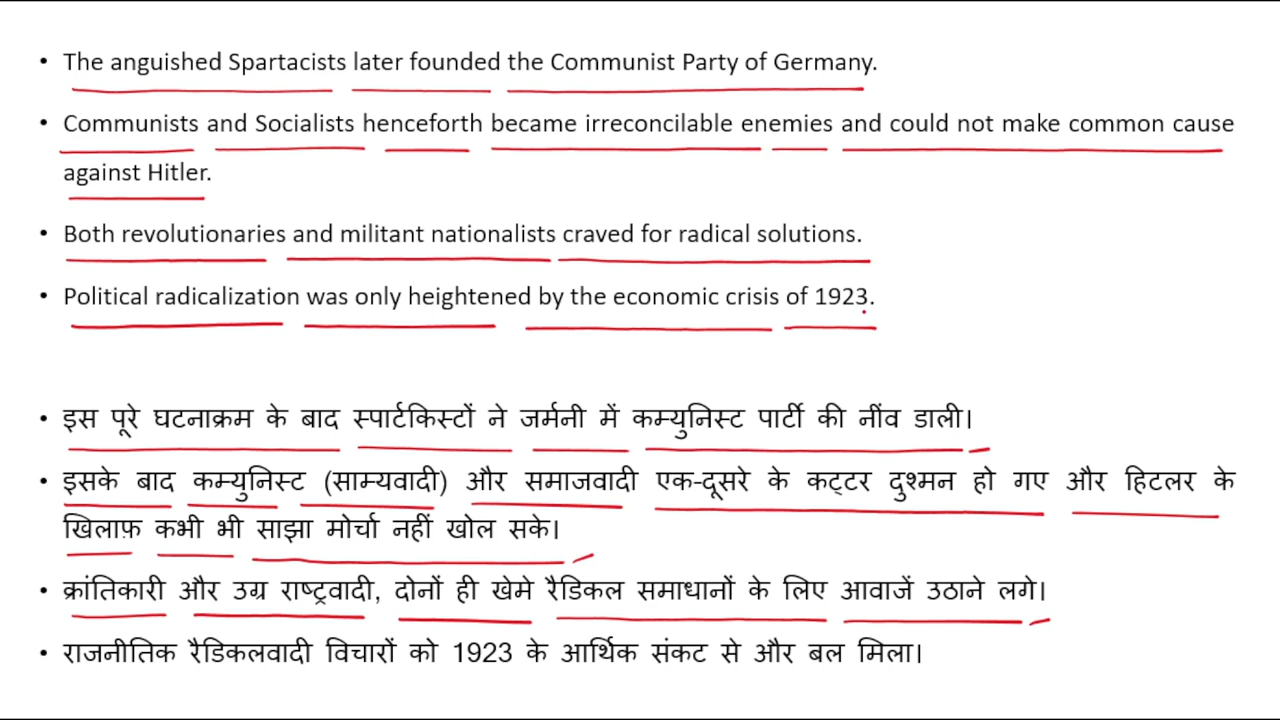 • The anguished Spartacists later founded the Communist Party of Germany.
• Communists and Socialists henceforth became irreconcilable enemies and could not make common cause
against Hitler.
• Both revolutionaries and militant nationalists craved for radical solutions.
• Political radicalization was only heightened by the economic crisis of 1923.
• इस पूरे घटनाक्रम के बाद स्पार्टकिस्टों ने जर्मनी में कम्युनिस्ट पार्टी की नींव डाली।
• इसके बाद कम्युनिस्ट (साम्यवादी) और समाजवादी एक-दूसरे के कट्टर दुश्मन हो गए और हिटलर के
खिलाफ़ कभी भी साझा मोर्चा नहीं खोल सके।
• क्रांतिकारी और उग्र राष्ट्रवादी, दोनों ही खेमे रैडिकल समाधानों के लिए आवाजें उठाने लगे।
• राजनीतिक रैडिकलवादी विचारों को 1923 के आर्थिक संकट से और बल मिला।